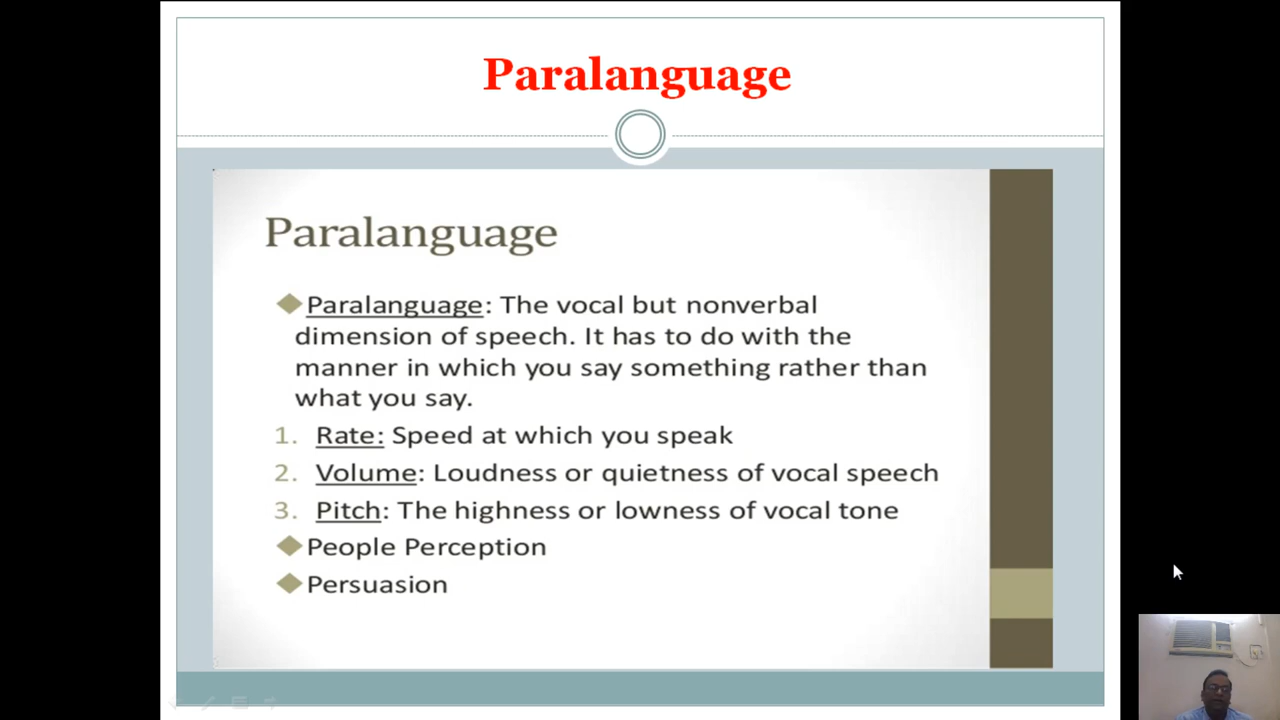 Paralanguage
Paralanguage
Paralanguage: The vocal but nonverbal
dimension of speech. It has to do with the
manner in which you say something rather than
what you say.
1. Rate: Speed at which you speak
2. Volume: Loudness or quietness of vocal speech
3. Pitch: The highness or lowness of vocal tone
People Perception
Persuasion